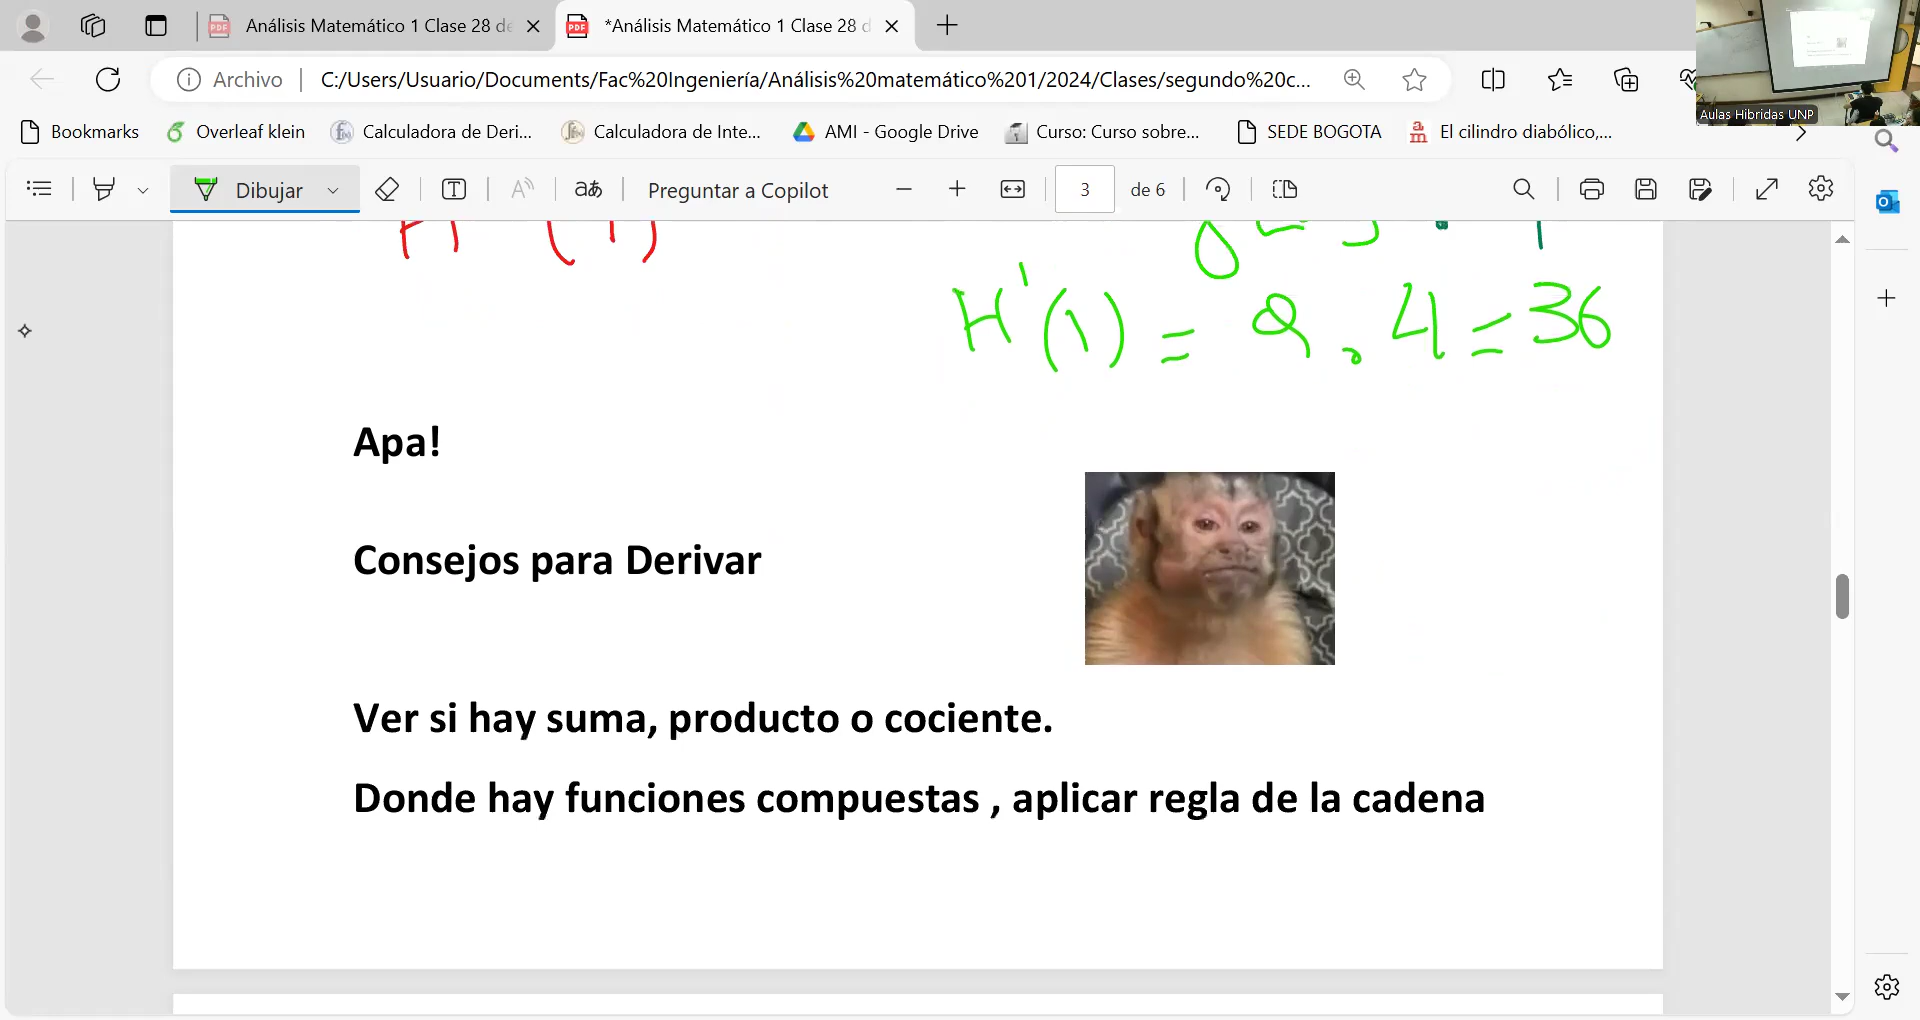 Análisis Matemático 1 Clase 28 de
*Análisis Matemático 1 Clase 28 d
Archivo
C:/Users/Usuario/Documents/Fac%20Ingeniería/Análisis%20matemático%201/2024/Clases/segundo%20c...
Aulas Hibridas UNP
Bookmarks
Overleaf klein
Calculadora de Deri...
Calculadora de Inte...
AMI - Google Drive
Curso: Curso sobre...
SEDE BOGOTA
El cilindro diabólico,...
Dibujar
Preguntar a Copilot
3
de 6
H'(1) = 9 . 4 = 36
Apa!
Consejos para Derivar
Ver si hay suma, producto o cociente.
Donde hay funciones compuestas , aplicar regla de la cadena